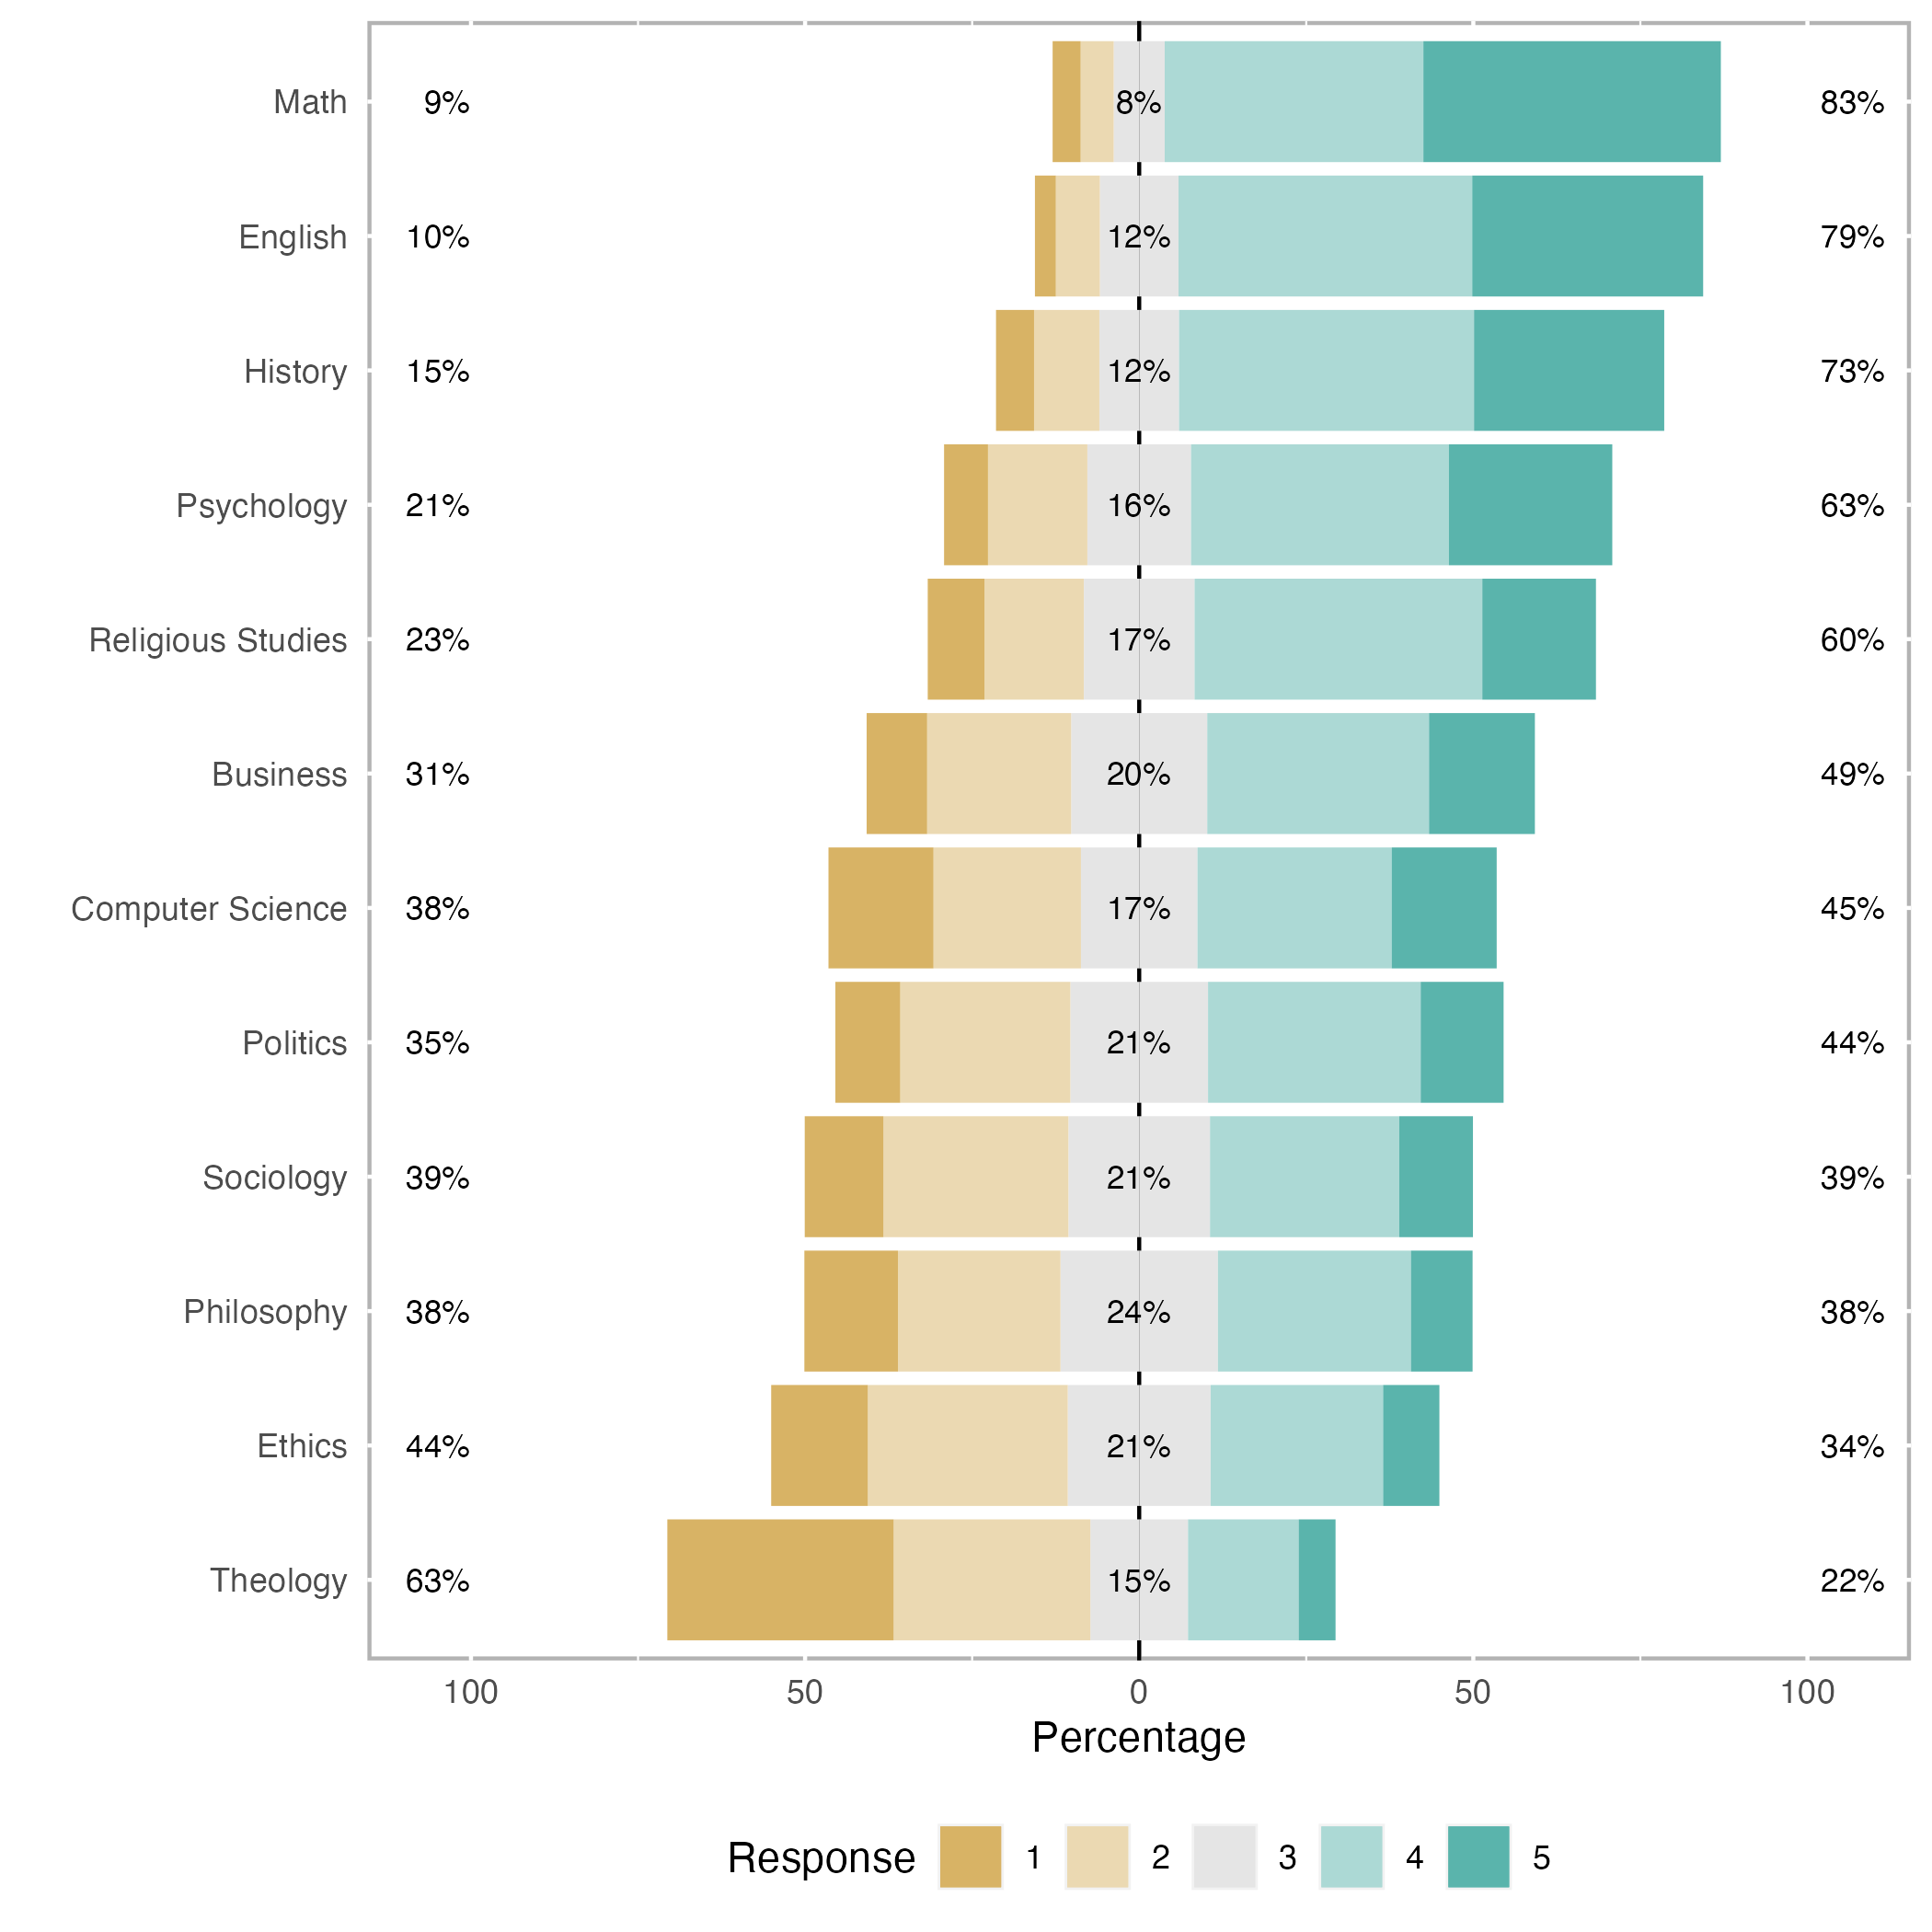 Math 9% 8% 83%
English 10% 12% 79%
History 15% 12% 73%
Psychology 21% 16% 63%
Religious Studies 23% 17% 60%
Business 31% 20% 49%
Computer Science 38% 17% 45%
Politics 35% 21% 44%
Sociology 39% 21% 39%
Philosophy 38% 24% 38%
Ethics 44% 21% 34%
Theology 63% 15% 22%
100 50 0 50 100
Percentage
Response 1 2 3 4 5